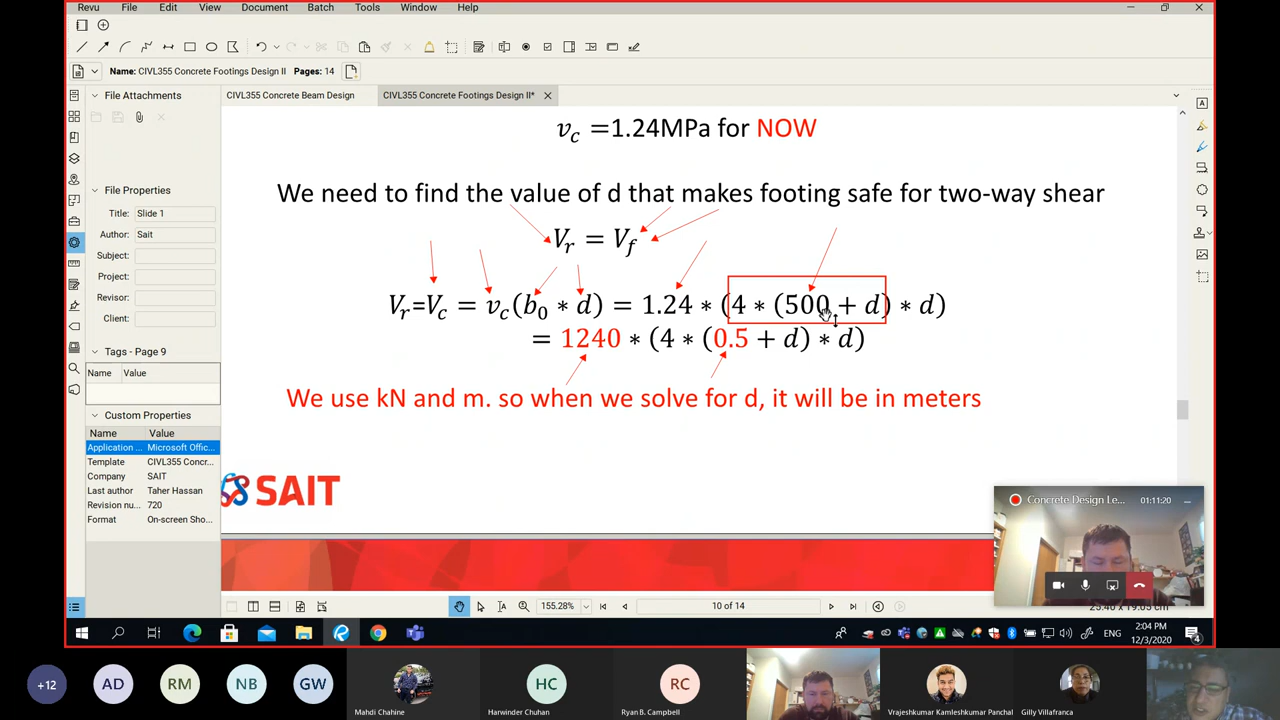 Revu File Edit View Document Batch Tools Window Help
Name: CIVL355 Concrete Footings Design II Pages: 14
File Attachments
CIVL355 Concrete Beam Design CIVL355 Concrete Footings Design II*
File Properties
Title: Slide 1
Author: Sait
Subject:
Project:
Revisor:
Client:
Tags - Page 9
Name Value
Custom Properties
Name Value
Application ... Microsoft Offic...
Template CIVL355 Concr...
Company SAIT
Last author Taher Hassan
Revision nu... 720
Format On-screen Sho...
v_c =1.24MPa for NOW
We need to find the value of d that makes footing safe for two-way shear
V_r = V_f
V_r=V_c = v_c(b_0 * d) = 1.24 * (4 * (500 + d) * d)
= 1240 * (4 * (0.5 + d) * d)
We use kN and m. so when we solve for d, it will be in meters
SAIT
Concrete Design Le... 01:11:20
155.28% 10 of 14 25.40 x 19.05 cm
ENG 2:04 PM
12/3/2020 4
+12 AD RM NB GW HC RC
Mahdi Chahine Harwinder Chuhan Ryan B. Campbell Vrajeshkumar Kamleshkumar Panchal Gilly Villafranca